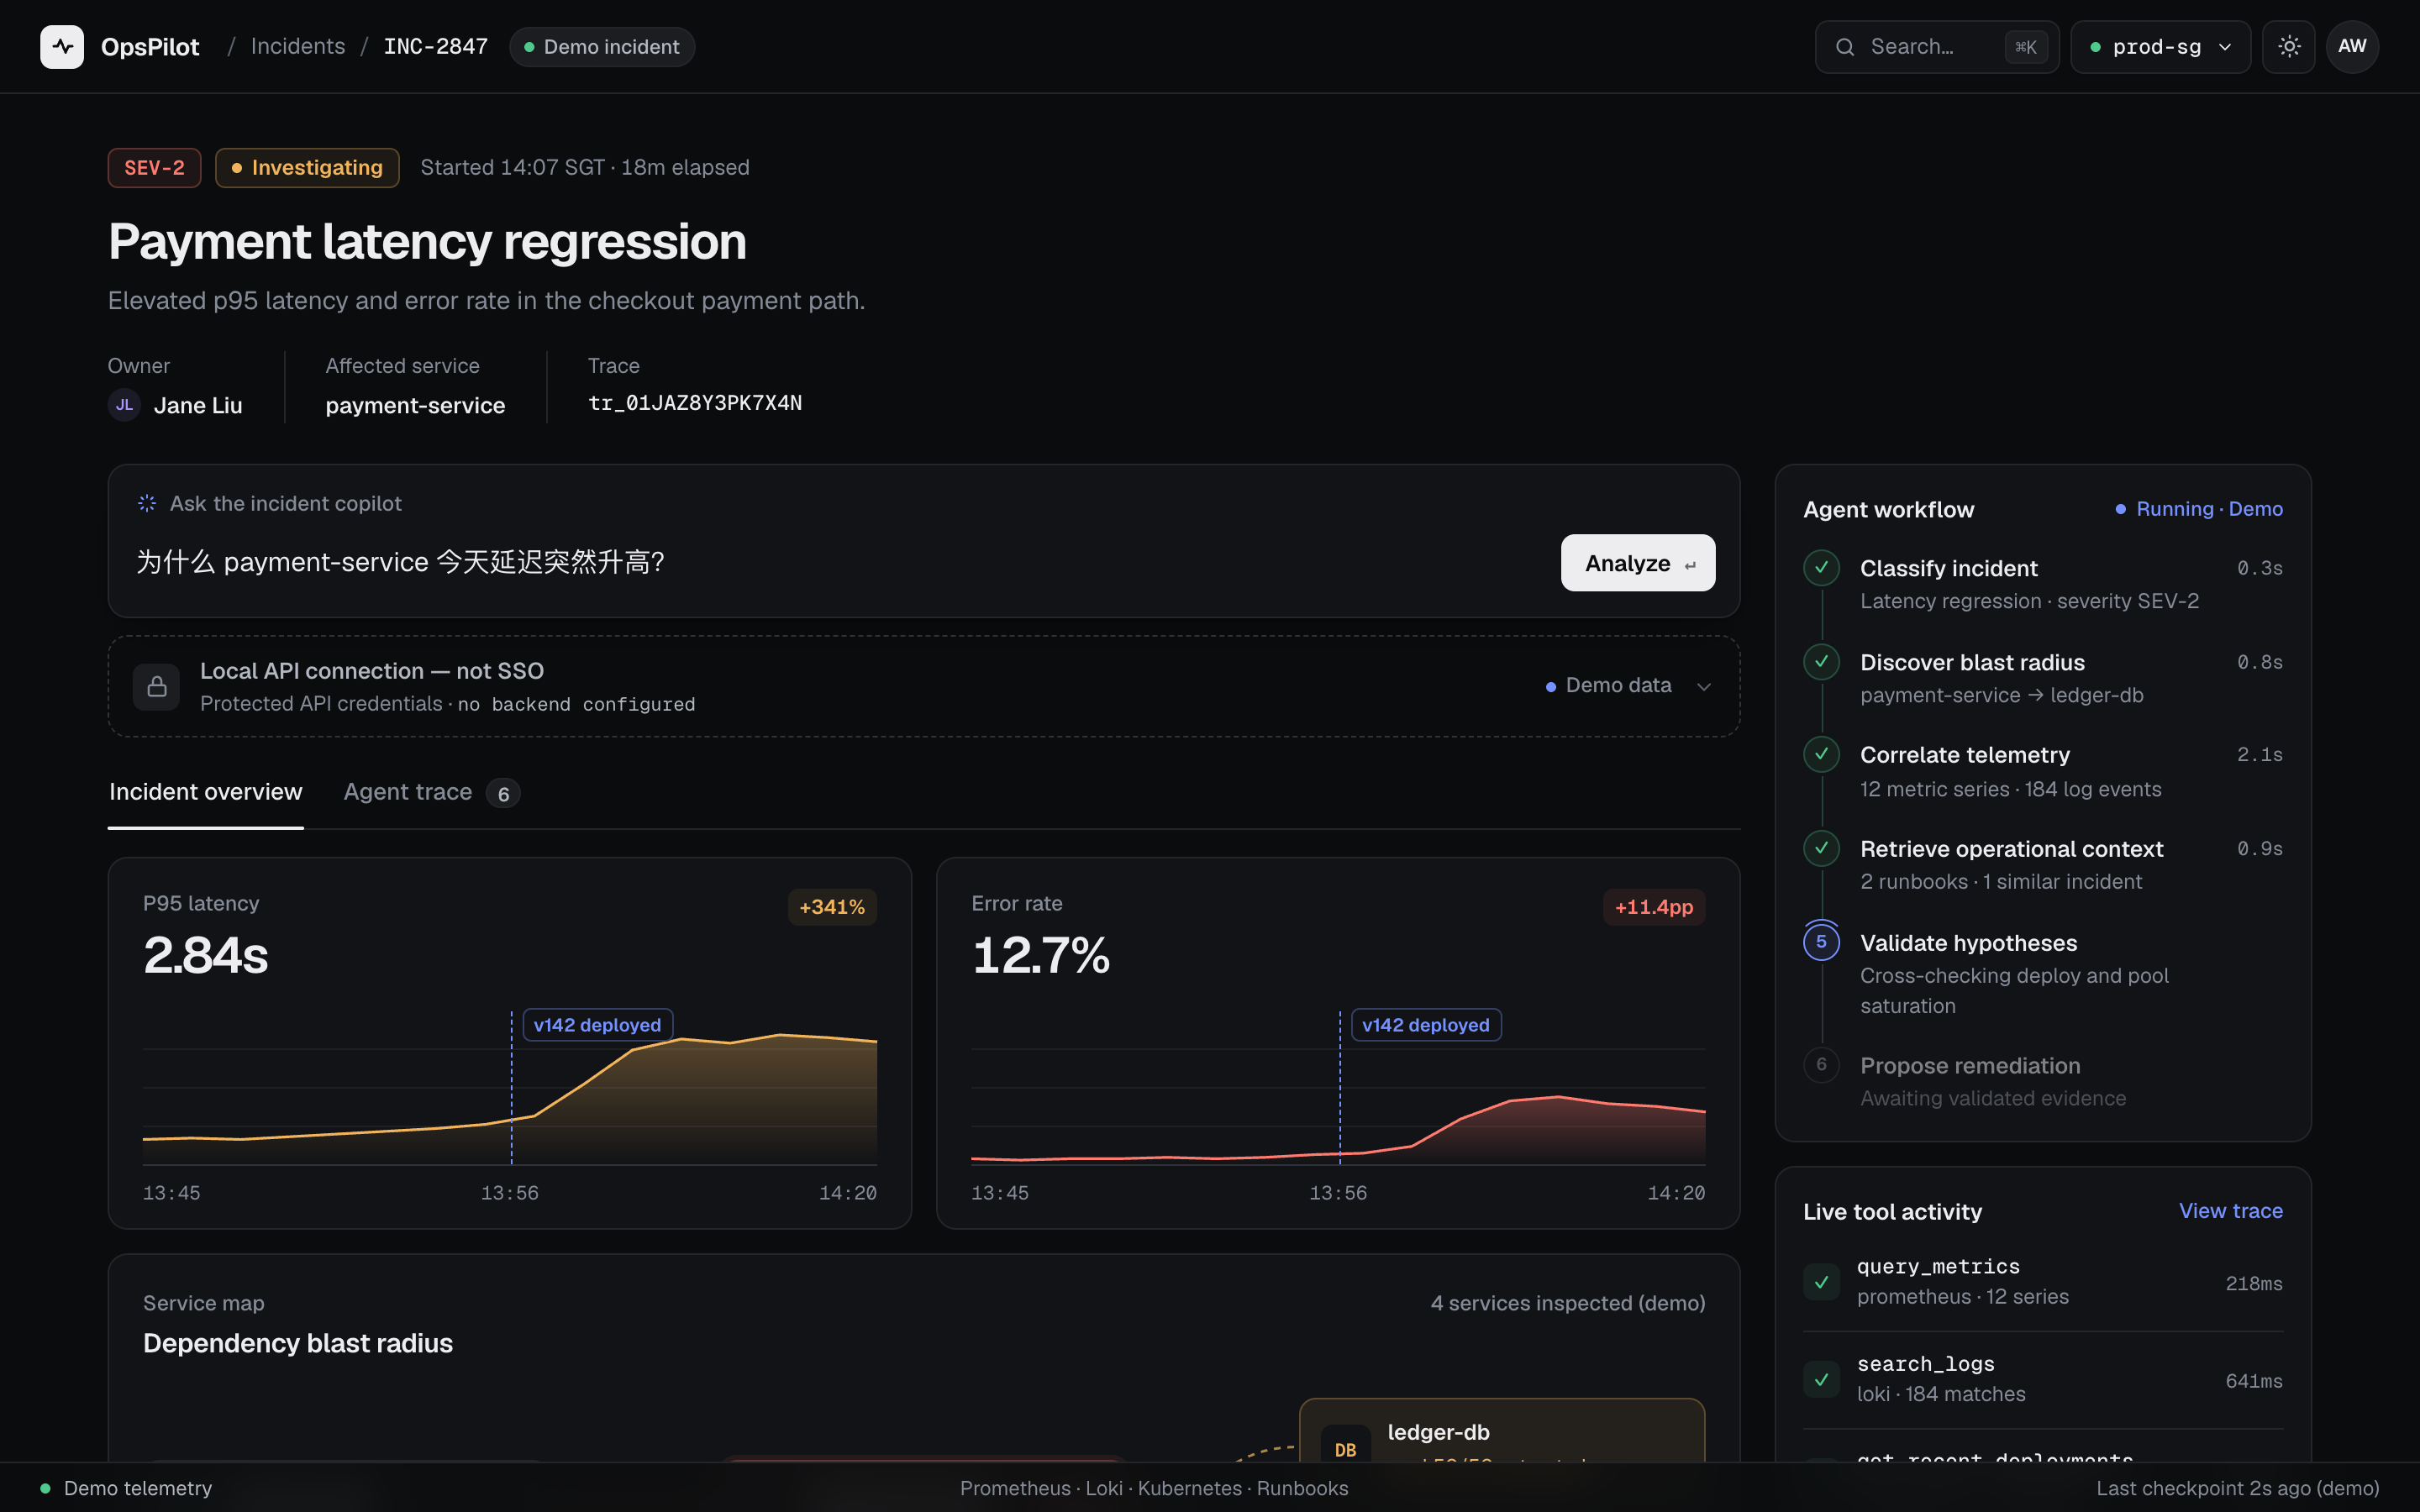 OpsPilot / Incidents / INC-2847 Demo incident
Search... ⌘K prod-sg AW
SEV-2 Investigating Started 14:07 SGT · 18m elapsed
Payment latency regression
Elevated p95 latency and error rate in the checkout payment path.
Owner
JL Jane Liu
Affected service
payment-service
Trace
tr_01JAZ8Y3PK7X4N
Ask the incident copilot
为什么 payment-service 今天延迟突然升高?
Analyze ↵
Local API connection — not SSO
Protected API credentials · no backend configured
Demo data
Incident overview
Agent trace 6
P95 latency
+341%
2.84s
v142 deployed
13:45 13:56 14:20
Error rate
+11.4pp
12.7%
v142 deployed
13:45 13:56 14:20
Service map
4 services inspected (demo)
Dependency blast radius
DB ledger-db
Agent workflow
Running · Demo
Classify incident 0.3s
Latency regression · severity SEV-2
Discover blast radius 0.8s
payment-service → ledger-db
Correlate telemetry 2.1s
12 metric series · 184 log events
Retrieve operational context 0.9s
2 runbooks · 1 similar incident
5 Validate hypotheses
Cross-checking deploy and pool
saturation
6 Propose remediation
Awaiting validated evidence
Live tool activity
View trace
query_metrics
prometheus · 12 series
218ms
search_logs
loki · 184 matches
641ms
Demo telemetry
Prometheus · Loki · Kubernetes · Runbooks
Last checkpoint 2s ago (demo)